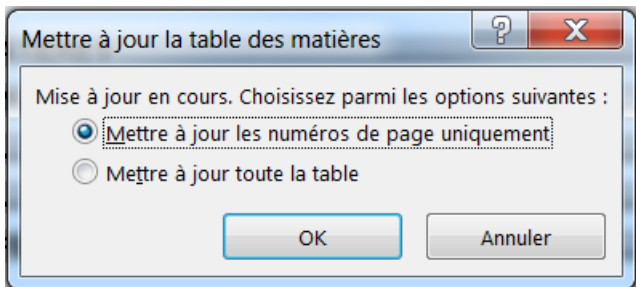 Mettre à jour la table des matières
Mise à jour en cours. Choisissez parmi les options suivantes :
Mettre à jour les numéros de page uniquement
Mettre à jour toute la table
OK
Annuler